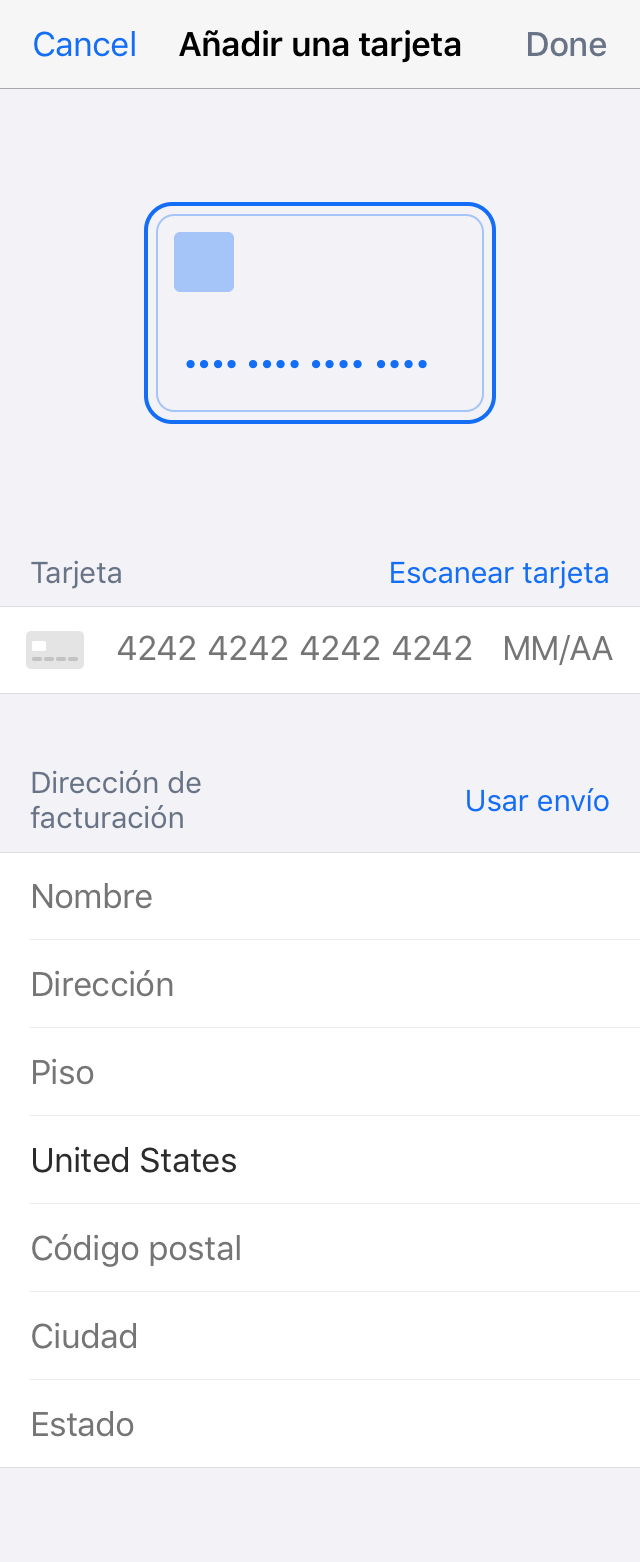 Cancel Añadir una tarjeta Done
Tarjeta Escanear tarjeta
4242 4242 4242 4242 MM/AA
Dirección de
facturación
Usar envío
Nombre
Dirección
Piso
United States
Código postal
Ciudad
Estado